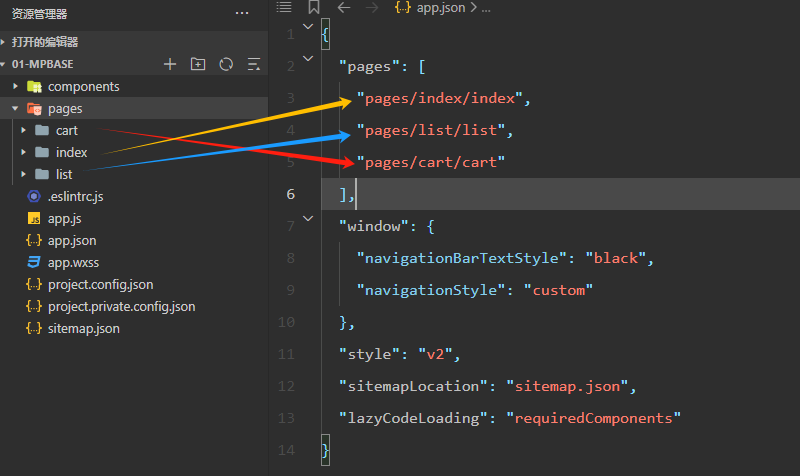 资源管理器
打开的编辑器
01-MPBASE
components
pages
cart
index
list
.eslintrc.js
JS app.js
{..} app.json
app.wxss
{..} project.config.json
{..} project.private.config.json
{..} sitemap.json
{..} app.json > ...
1 {
2 "pages": [
3 "pages/index/index",
4 "pages/list/list",
5 "pages/cart/cart"
6 ],
7 "window": {
8 "navigationBarTextStyle": "black",
9 "navigationStyle": "custom"
10 },
11 "style": "v2",
12 "sitemapLocation": "sitemap.json",
13 "lazyCodeLoading": "requiredComponents"
14 }